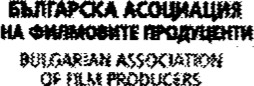 БЪЛГАРСКА АСОЦИАЦИЯ
НА ФИЛМОВИТЕ ПРОДУЦЕНТИ
BULGARIAN ASSOCIATION
OF FILM PRODUCERS